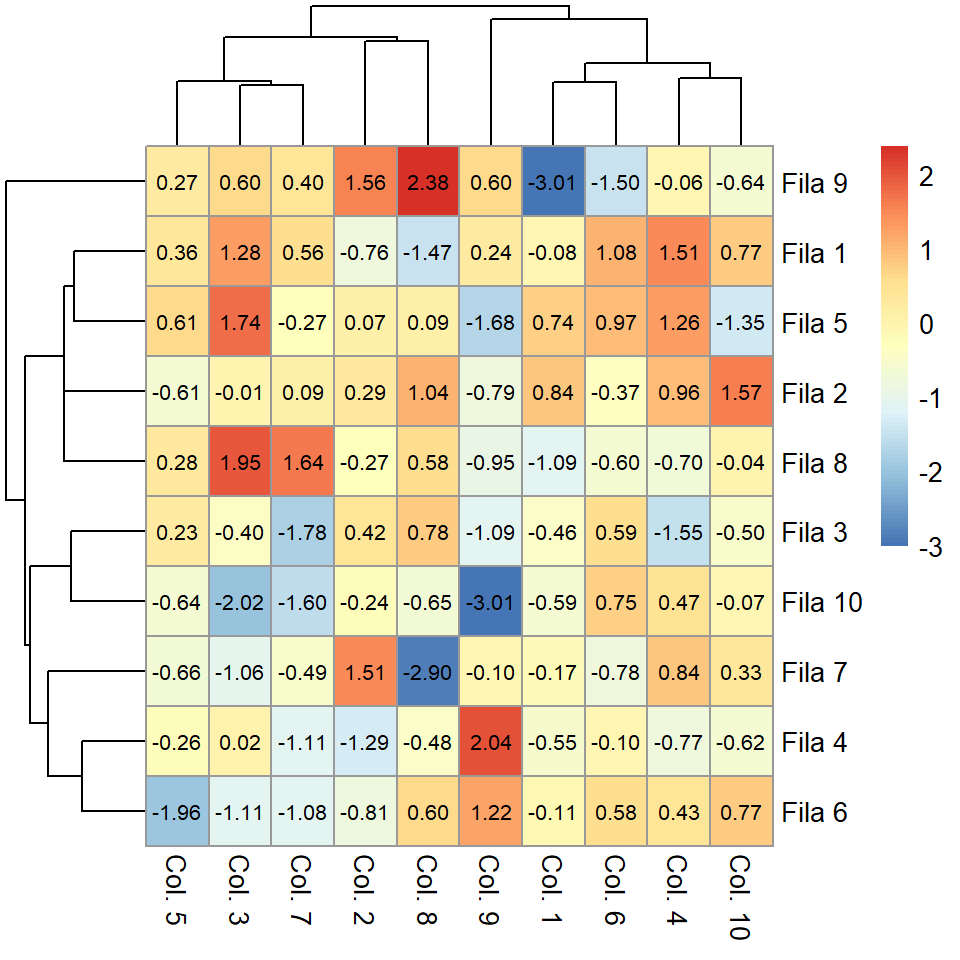 0.27 0.60 0.40 1.56 2.38 0.60 -3.01 -1.50 -0.06 -0.64 Fila 9
0.36 1.28 0.56 -0.76 -1.47 0.24 -0.08 1.08 1.51 0.77 Fila 1
0.61 1.74 -0.27 0.07 0.09 -1.68 0.74 0.97 1.26 -1.35 Fila 5
-0.61 -0.01 0.09 0.29 1.04 -0.79 0.84 -0.37 0.96 1.57 Fila 2
0.28 1.95 1.64 -0.27 0.58 -0.95 -1.09 -0.60 -0.70 -0.04 Fila 8
0.23 -0.40 -1.78 0.42 0.78 -1.09 -0.46 0.59 -1.55 -0.50 Fila 3
-0.64 -2.02 -1.60 -0.24 -0.65 -3.01 -0.59 0.75 0.47 -0.07 Fila 10
-0.66 -1.06 -0.49 1.51 -2.90 -0.10 -0.17 -0.78 0.84 0.33 Fila 7
-0.26 0.02 -1.11 -1.29 -0.48 2.04 -0.55 -0.10 -0.77 -0.62 Fila 4
-1.96 -1.11 -1.08 -0.81 0.60 1.22 -0.11 0.58 0.43 0.77 Fila 6
Col. 5
Col. 3
Col. 7
Col. 2
Col. 8
Col. 9
Col. 1
Col. 6
Col. 4
Col. 10
2
1
0
-1
-2
-3